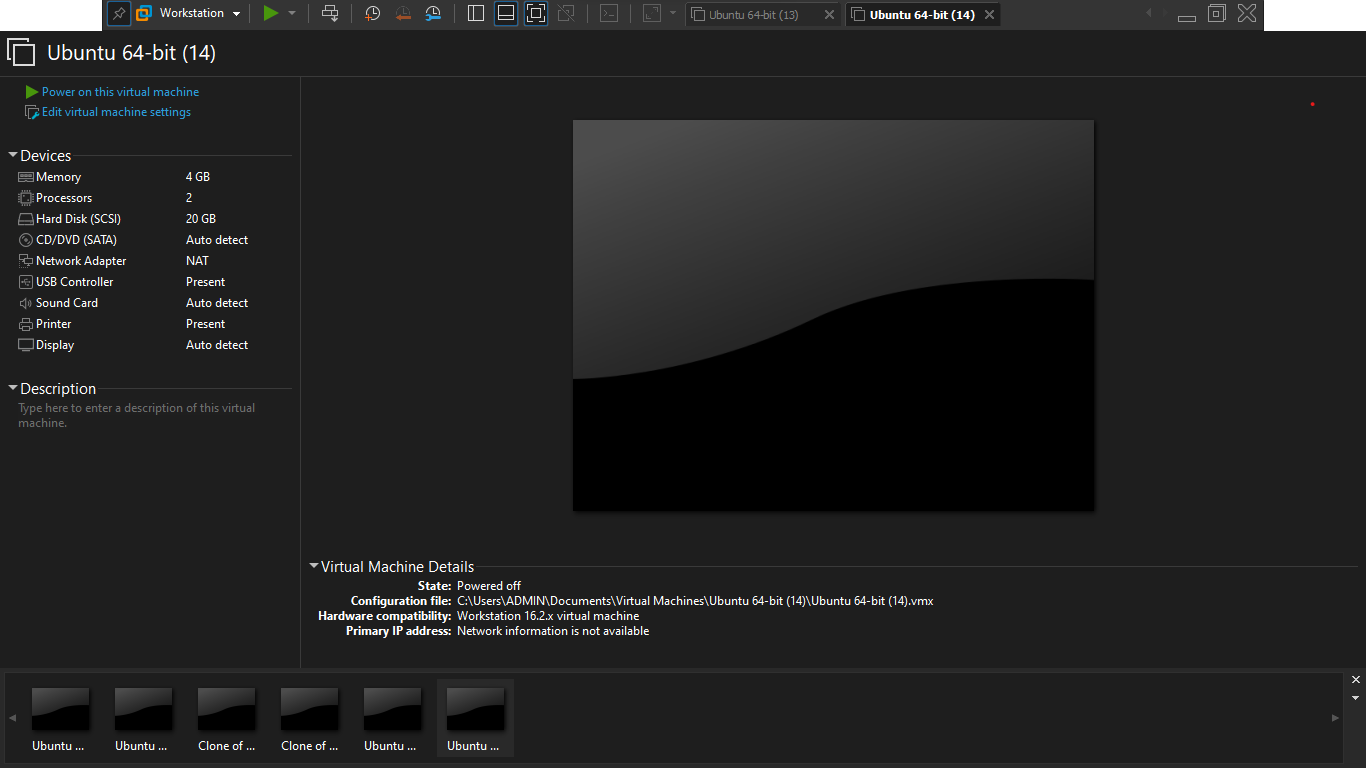 Workstation
Ubuntu 64-bit (13)
Ubuntu 64-bit (14)
Ubuntu 64-bit (14)
Power on this virtual machine
Edit virtual machine settings
Devices
Memory 4 GB
Processors 2
Hard Disk (SCSI) 20 GB
CD/DVD (SATA) Auto detect
Network Adapter NAT
USB Controller Present
Sound Card Auto detect
Printer Present
Display Auto detect
Description
Type here to enter a description of this virtual
machine.
Virtual Machine Details
State: Powered off
Configuration file: C:\Users\ADMIN\Documents\Virtual Machines\Ubuntu 64-bit (14)\Ubuntu 64-bit (14).vmx
Hardware compatibility: Workstation 16.2.x virtual machine
Primary IP address: Network information is not available
Ubuntu ... Ubuntu ... Clone of ... Clone of ... Ubuntu ... Ubuntu ...